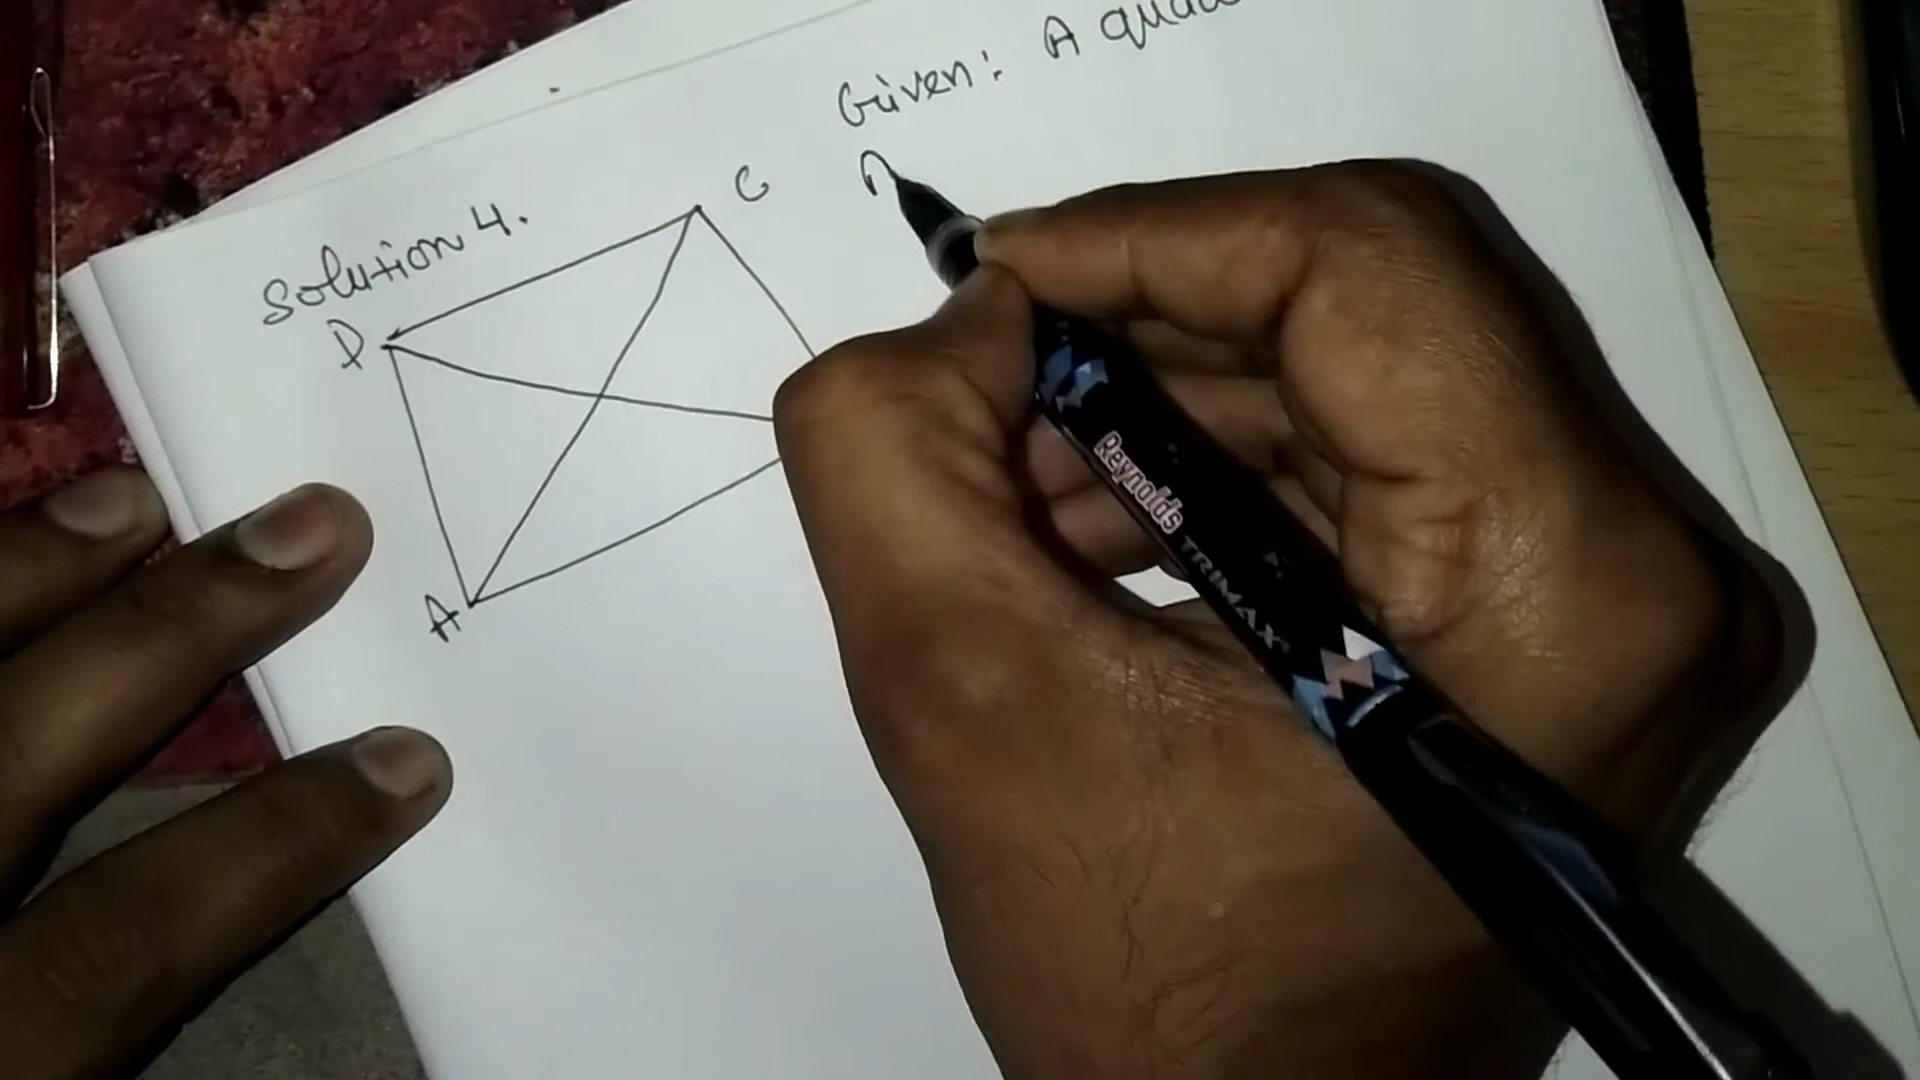 Given: A quad
Solution 4.
C
D
A
Reynolds TRIMAX